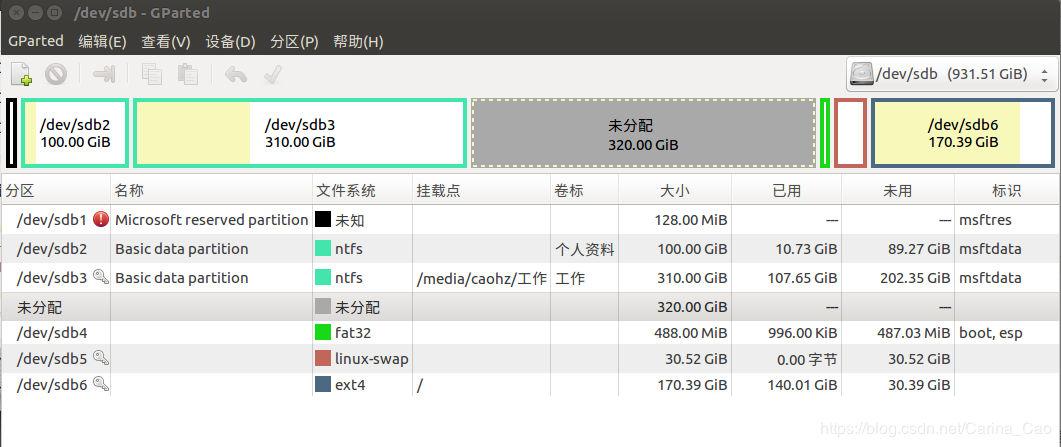 /dev/sdb - GParted
GParted 编辑(E) 查看(V) 设备(D) 分区(P) 帮助(H)
/dev/sdb (931.51 GiB)
/dev/sdb2 /dev/sdb3 未分配 /dev/sdb6
100.00 GiB 310.00 GiB 320.00 GiB 170.39 GiB
分区 名称 文件系统 挂载点 卷标 大小 已用 未用 标识
/dev/sdb1 Microsoft reserved partition 未知 128.00 MiB --- --- msftres
/dev/sdb2 Basic data partition ntfs 个人资料 100.00 GiB 10.73 GiB 89.27 GiB msftdata
/dev/sdb3 Basic data partition ntfs /media/caohz/工作 工作 310.00 GiB 107.65 GiB 202.35 GiB msftdata
未分配 未分配 320.00 GiB --- ---
/dev/sdb4 fat32 488.00 MiB 996.00 KiB 487.03 MiB boot, esp
/dev/sdb5 linux-swap 30.52 GiB 0.00 字节 30.52 GiB
/dev/sdb6 ext4 / 170.39 GiB 140.01 GiB 30.39 GiB
https://blog.csdn.net/Carina_Cao